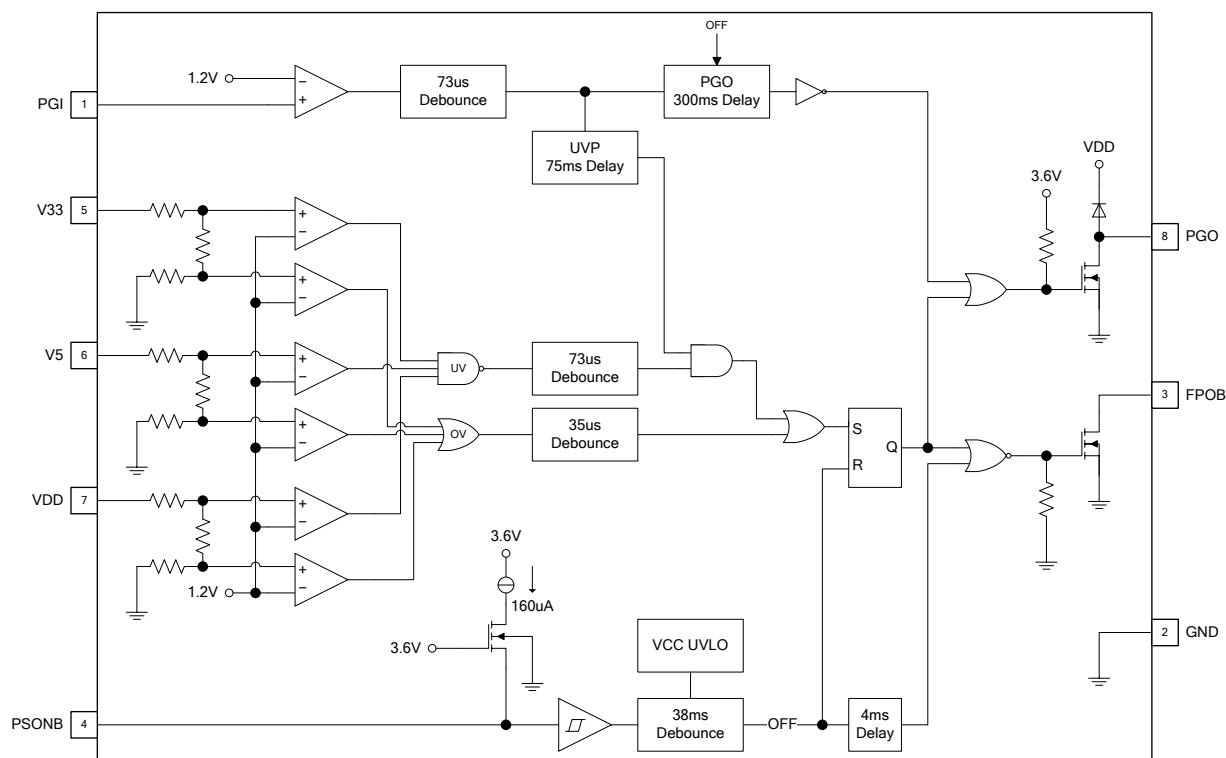 OFF
1.2V
−
+
73us
Debounce
PGO
300ms Delay
PGI
1
UVP
75ms Delay
VDD
3.6V
V33
5
+
−
8
PGO
+
−
V5
6
+
−
UV
73us
Debounce
3
FPOB
+
−
OV
35us
Debounce
S
Q
R
VDD
7
+
−
3.6V
+
−
1.2V
160uA
3.6V
VCC UVLO
2
GND
PSONB
4
38ms
Debounce
OFF
4ms
Delay